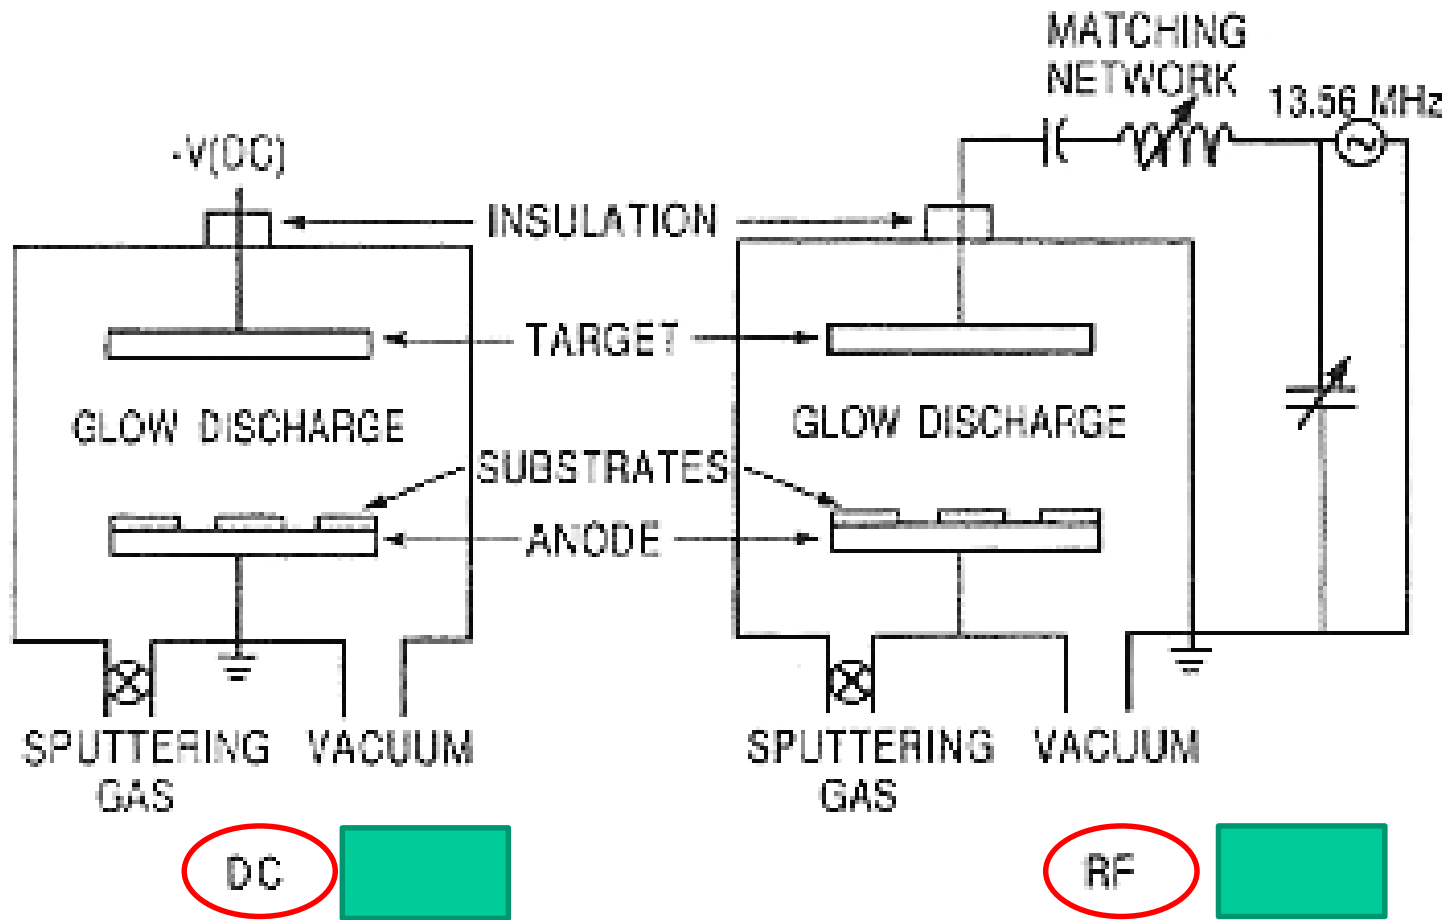 MATCHING
NETWORK
13.56 MHz
-V(DC)
INSULATION
TARGET
GLOW DISCHARGE
GLOW DISCHARGE
SUBSTRATES
ANODE
SPUTTERING
GAS
VACUUM
SPUTTERING
GAS
VACUUM
DC
RF